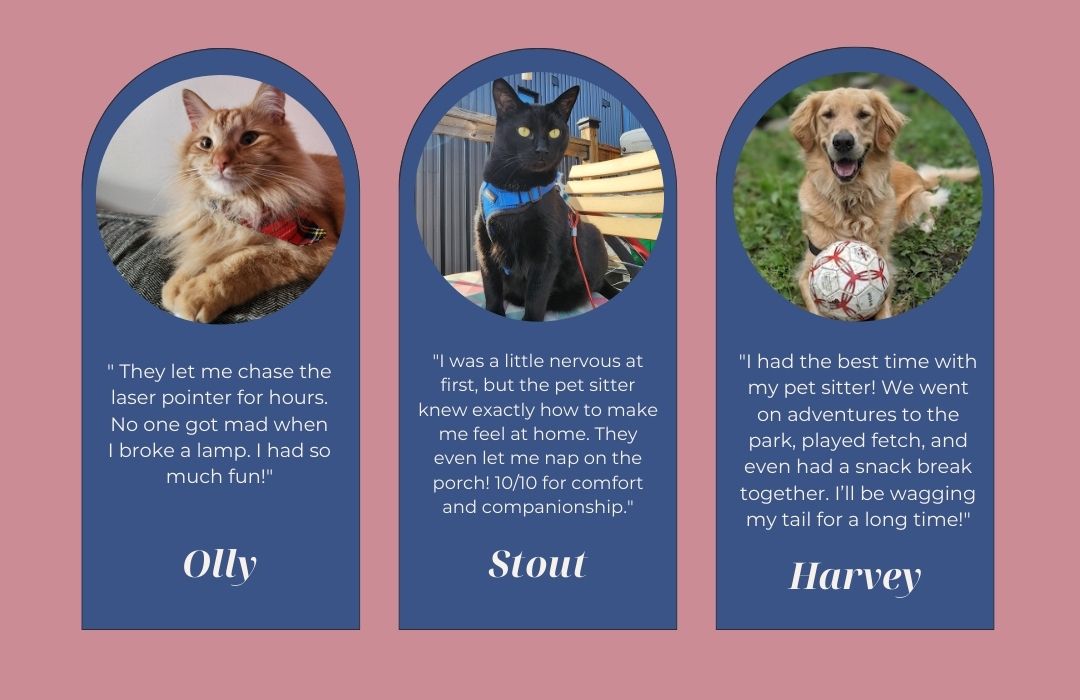 " They let me chase the
laser pointer for hours.
No one got mad when
I broke a lamp. I had so
much fun!"
Olly
"I was a little nervous at
first, but the pet sitter
knew exactly how to make
me feel at home. They
even let me nap on the
porch! 10/10 for comfort
and companionship."
Stout
"I had the best time with
my pet sitter! We went
on adventures to the
park, played fetch, and
even had a snack break
together. I’ll be wagging
my tail for a long time!"
Harvey